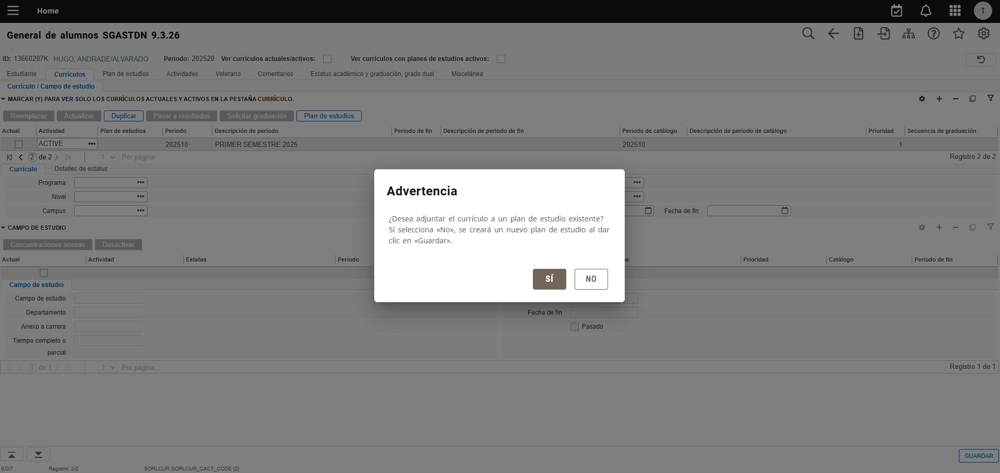 Home
t
General de alumnos SGASTDN 9.3.26
ID: 13660287K HUGO, ANDRADE/ALVARADO Periodo: 202520 Ver currículos actuales/activos: Ver currículos con planes de estudios activos:
Estudiante Currículos Plan de estudios Actividades Veterano Comentarios Estatus académico y graduación, grado dual Miscelánea
Currículo / Campo de estudio
MARCAR (Y) PARA VER SOLO LOS CURRÍCULOS ACTUALES Y ACTIVOS EN LA PESTAÑA CURRÍCULO.
Reemplazar Actualizar Duplicar Pasar a resultados Solicitar graduación Plan de estudios
Actual Actividad Plan de estudios Periodo Descripción de periodo Periodo de fin Descripción de periodo de fin Periodo de catálogo Descripción de periodo de catálogo Prioridad Secuencia de graduación
ACTIVE 202510 PRIMER SEMESTRE 2025 202510 1
2 de 2 1 Por página Registro 2 de 2
Currículo Detalles de estatus
Programa
Nivel
Campus Fecha de fin
Advertencia
¿Desea adjuntar el currículo a un plan de estudio existente?
Si selecciona «No», se creará un nuevo plan de estudio al dar
clic en «Guardar».
SÍ NO
CAMPO DE ESTUDIO
Concentraciones anexas Desactivar
Actual Actividad Estatus Periodo Prioridad Catálogo Periodo de fin
Campo de estudio
Campo de estudio
Departamento Fecha de fin
Anexo a carrera Pasado
Tiempo completo o
parcial
1 de 1 3 Por página Registro 1 de 1
GUARDAR
EDIT Registro: 2/2 SORLCUR.SORLCUR_CACT_CODE [2]